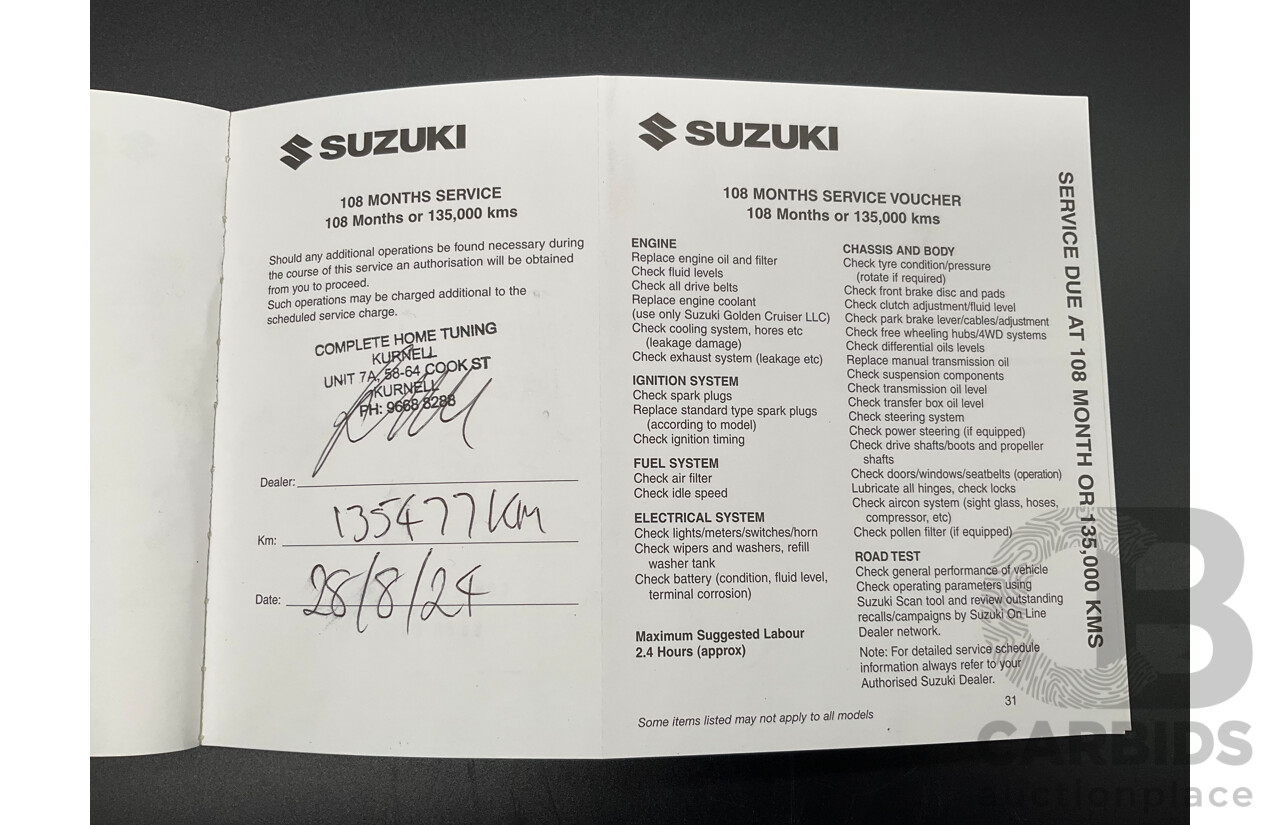 SUZUKI
108 MONTHS SERVICE
108 Months or 135,000 kms
Should any additional operations be found necessary during
the course of this service an authorisation will be obtained
from you to proceed.
Such operations may be charged additional to the
scheduled service charge.
COMPLETE HOME TUNING
KURNELL
UNIT 7A, 58-64 COOK ST
KURNELL
PH: 9668 8288
Dealer:
Km: 135477 KM
Date: 28/8/24
SUZUKI
108 MONTHS SERVICE VOUCHER
108 Months or 135,000 kms
ENGINE
Replace engine oil and filter
Check fluid levels
Check all drive belts
Replace engine coolant
(use only Suzuki Golden Cruiser LLC)
Check cooling system, hores etc
(leakage damage)
Check exhaust system (leakage etc)
IGNITION SYSTEM
Check spark plugs
Replace standard type spark plugs
(according to model)
Check ignition timing
FUEL SYSTEM
Check air filter
Check idle speed
ELECTRICAL SYSTEM
Check lights/meters/switches/horn
Check wipers and washers, refill
washer tank
Check battery (condition, fluid level,
terminal corrosion)
Maximum Suggested Labour
2.4 Hours (approx)
CHASSIS AND BODY
Check tyre condition/pressure
(rotate if required)
Check front brake disc and pads
Check clutch adjustment/fluid level
Check park brake lever/cables/adjustment
Check free wheeling hubs/4WD systems
Check differential oils levels
Replace manual transmission oil
Check suspension components
Check transmission oil level
Check transfer box oil level
Check steering system
Check power steering (if equipped)
Check drive shafts/boots and propeller
shafts
Check doors/windows/seatbelts (operation)
Lubricate all hinges, check locks
Check aircon system (sight glass, hoses,
compressor, etc)
Check pollen filter (if equipped)
ROAD TEST
Check general performance of vehicle
Check operating parameters using
Suzuki Scan tool and review outstanding
recalls/campaigns by Suzuki On Line
Dealer network.
Note: For detailed service schedule
information always refer to your
Authorised Suzuki Dealer.
31
Some items listed may not apply to all models
SERVICE DUE AT 108 MONTH OR 135,000 KMS
CARBIDS
auctionplace